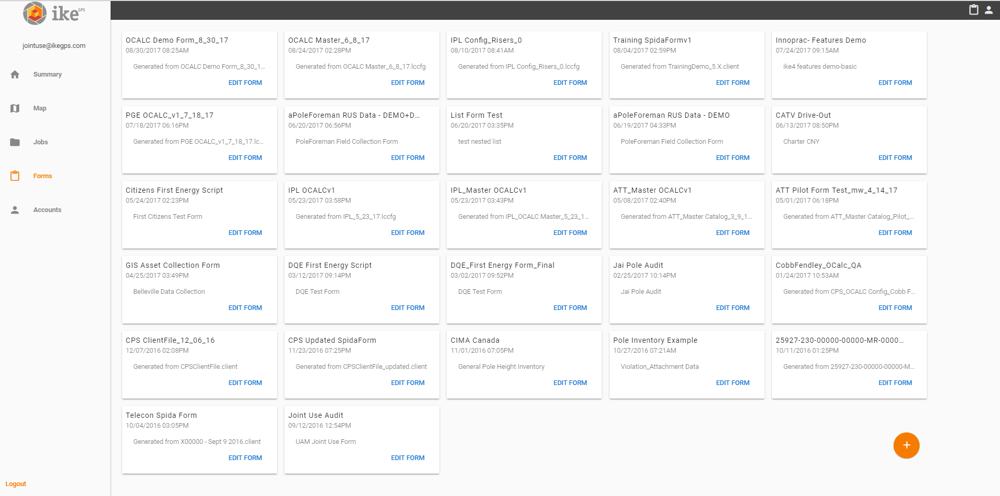 ike GPS
jointuse@ikegps.com
Summary
Map
Jobs
Forms
Accounts
Logout
OCALC Demo Form_8_30_17
08/30/2017 08:25AM
Generated from OCALC Demo Form_8_30_1...
EDIT FORM
OCALC Master_6_8_17
08/24/2017 02:28PM
Generated from OCALC Master_6_8_17.lccfg
EDIT FORM
IPL Config_Risers_0
08/10/2017 08:41AM
Generated from IPL Config_Risers_0.lccfg
EDIT FORM
Training SpidaFormv1
08/04/2017 02:59PM
Generated from TrainingDemo_5.X.client
EDIT FORM
Innoprac- Features Demo
07/24/2017 09:15AM
ike4 features demo-basic
EDIT FORM
PGE OCALC_v1_7_18_17
07/18/2017 06:16PM
Generated from PGE OCALC_v1_7_18_17.lc...
EDIT FORM
aPoleForeman RUS Data - DEMO+D...
06/20/2017 06:56PM
PoleForeman Field Collection Form
EDIT FORM
List Form Test
06/20/2017 03:35PM
test nested list
EDIT FORM
aPoleForeman RUS Data - DEMO
06/19/2017 04:33PM
PoleForeman Field Collection Form
EDIT FORM
CATV Drive-Out
06/13/2017 08:50PM
Charter CNY
EDIT FORM
Citizens First Energy Script
05/24/2017 02:23PM
First Citizens Test Form
EDIT FORM
IPL OCALCv1
05/23/2017 03:58PM
Generated from IPL_5_23_17.lccfg
EDIT FORM
IPL_Master OCALCv1
05/23/2017 03:43PM
Generated from IPL_OCALC Master_5_23_1...
EDIT FORM
ATT_Master OCALCv1
05/08/2017 02:40PM
Generated from ATT_Master Catalog_3_9_1...
EDIT FORM
ATT Pilot Form Test_mw_4_14_17
05/01/2017 06:18PM
Generated from ATT_Master Catalog_Pilot_...
EDIT FORM
GIS Asset Collection Form
04/25/2017 03:49PM
Belleville Data Collection
EDIT FORM
DQE First Energy Script
03/12/2017 09:14PM
DQE Test Form
EDIT FORM
DQE_First Energy Form_Final
03/02/2017 09:52PM
DQE Test Form
EDIT FORM
Jai Pole Audit
02/25/2017 10:14PM
Jai Pole Audit
EDIT FORM
CobbFendley_OCalc_QA
01/24/2017 10:53AM
Generated from CPS_OCALC Config_Cobb F...
EDIT FORM
CPS ClientFile_12_06_16
12/07/2016 02:08PM
Generated from CPSClientFile.client
EDIT FORM
CPS Updated SpidaForm
11/23/2016 07:25PM
Generated from CPSClientFile_updated.client
EDIT FORM
CIMA Canada
11/01/2016 07:05PM
General Pole Height Inventory
EDIT FORM
Pole Inventory Example
10/27/2016 07:21AM
Violation_Attachment Data
EDIT FORM
25927-230-00000-00000-MR-0000...
10/11/2016 01:25PM
Generated from 25927-230-00000-00000-M...
EDIT FORM
Telecon Spida Form
10/04/2016 03:05PM
Generated from X00000 - Sept 9 2016.client
EDIT FORM
Joint Use Audit
09/12/2016 12:54PM
UAM Joint Use Form
EDIT FORM
+